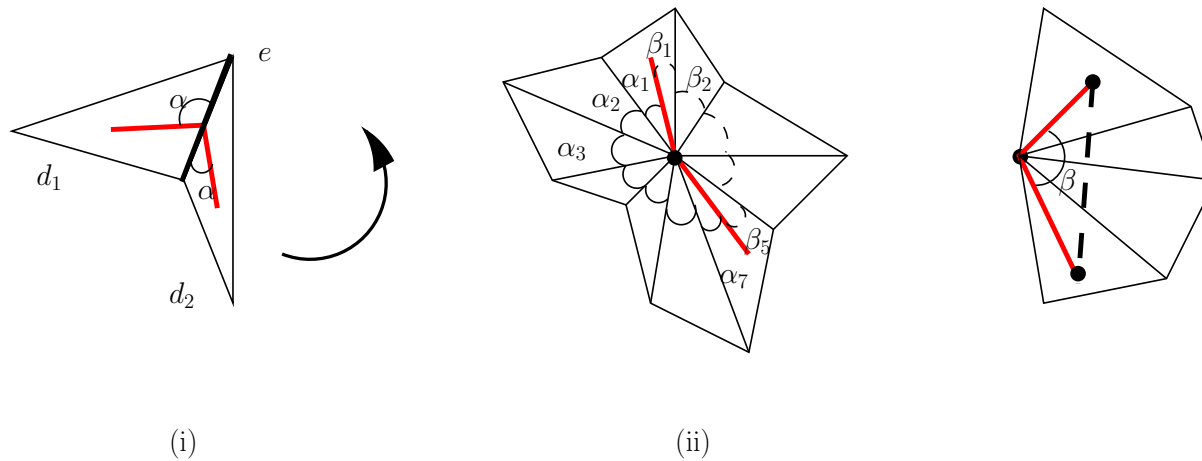 e
α
α
d₁
d₂
(i)
β₁
β₂
α₁
α₂
α₃
β₅
α₇
(ii)
β